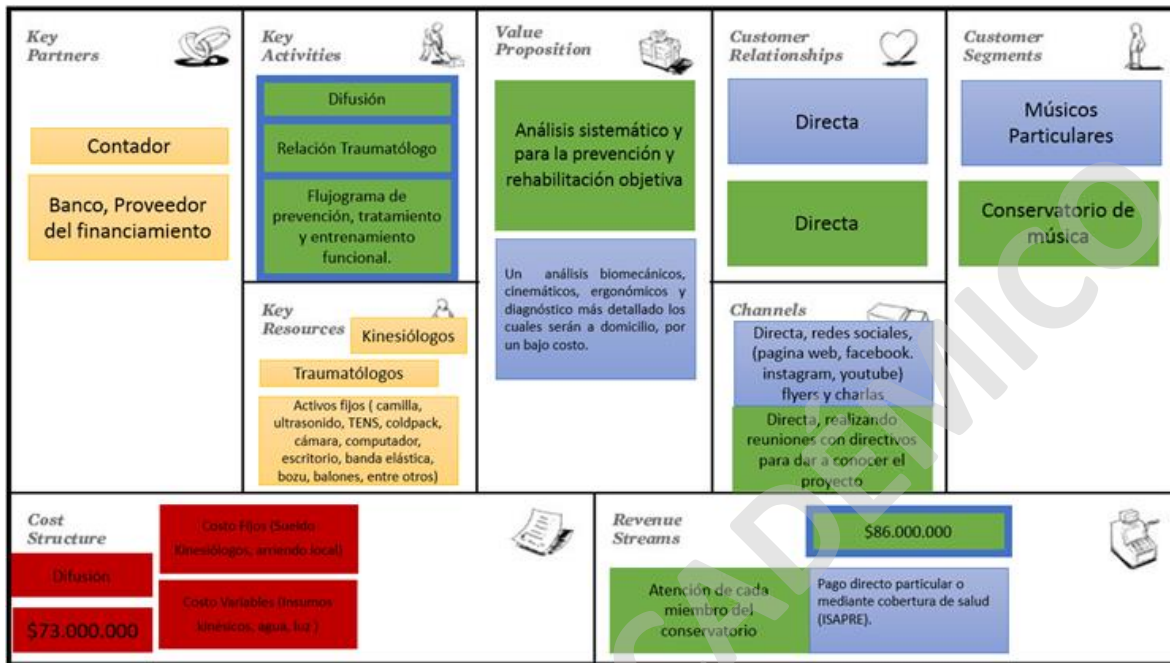 Key
Partners
Contador
Banco, Proveedor
del financiamiento
Key
Activities
Difusión
Relación Traumatólogo
Flujograma de
prevención, tratamiento
y entrenamiento
funcional.
Key
Resources
Kinesiólogos
Traumatólogos
Activos fijos ( camilla,
ultrasonido, TENS, coldpack,
cámara, computador,
escritorio, banda elástica,
bozu, balones, entre otros)
Value
Proposition
Análisis sistemático y
para la prevención y
rehabilitación objetiva
Un análisis biomecánicos,
cinemáticos, ergonómicos y
diagnóstico más detallado los
cuales serán a domicilio, por
un bajo costo.
Customer
Relationships
Directa
Directa
Channels
Directa, redes sociales,
(pagina web, facebook.
instagram, youtube)
flyers y charlas
Directa, realizando
reuniones con directivos
para dar a conocer el
proyecto
Customer
Segments
Músicos
Particulares
Conservatorio de
música
Cost
Structure
Difusión
$73.000.000
Costo Fijos (Sueldo
Kinesiólogos, arriendo local)
Costo Variables (Insumos
kinésicos, agua, luz )
Revenue
Streams
$86.000.000
Atención de cada
miembro del
conservatorio
Pago directo particular o
mediante cobertura de salud
(ISAPRE).
CADÉMICO